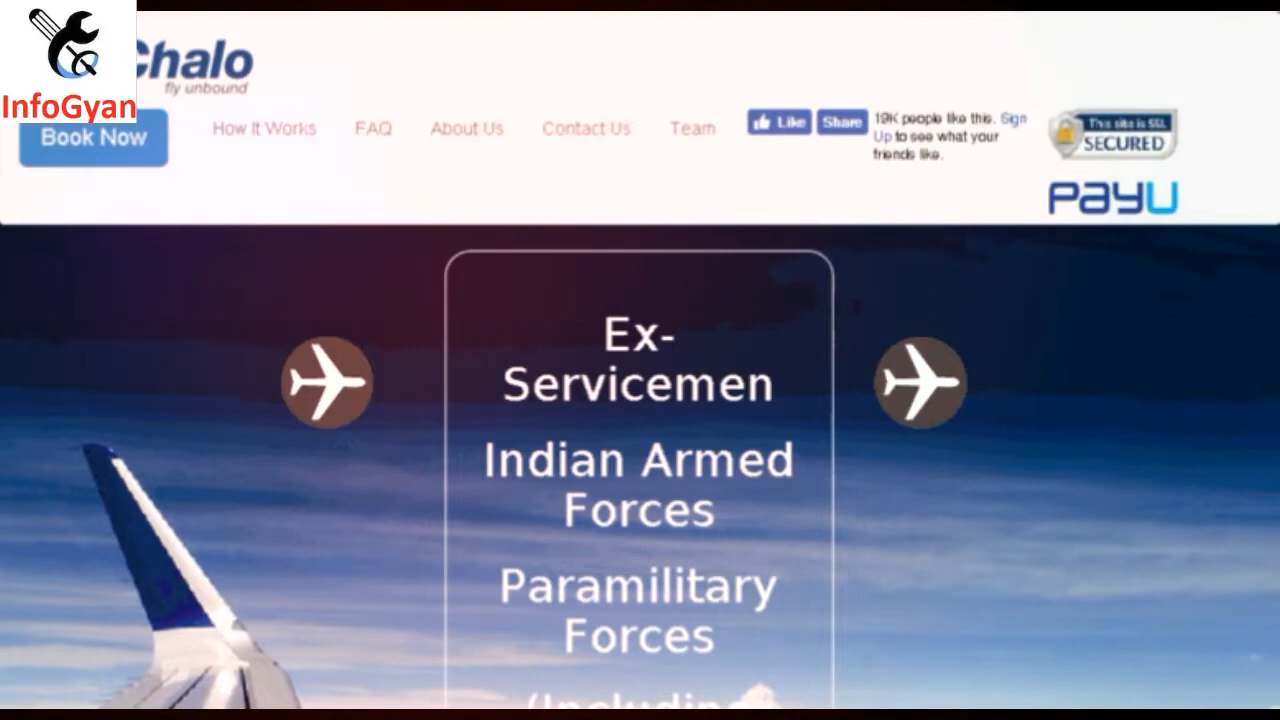 Chalo
fly unbound
InfoGyan
Book Now
How It Works
FAQ
About Us
Contact Us
Team
Like
Share
19K people like this. Sign
Up to see what your
friends like.
This site is SSL
SECURED
PayU
Ex-
Servicemen
Indian Armed
Forces
Paramilitary
Forces
(Including